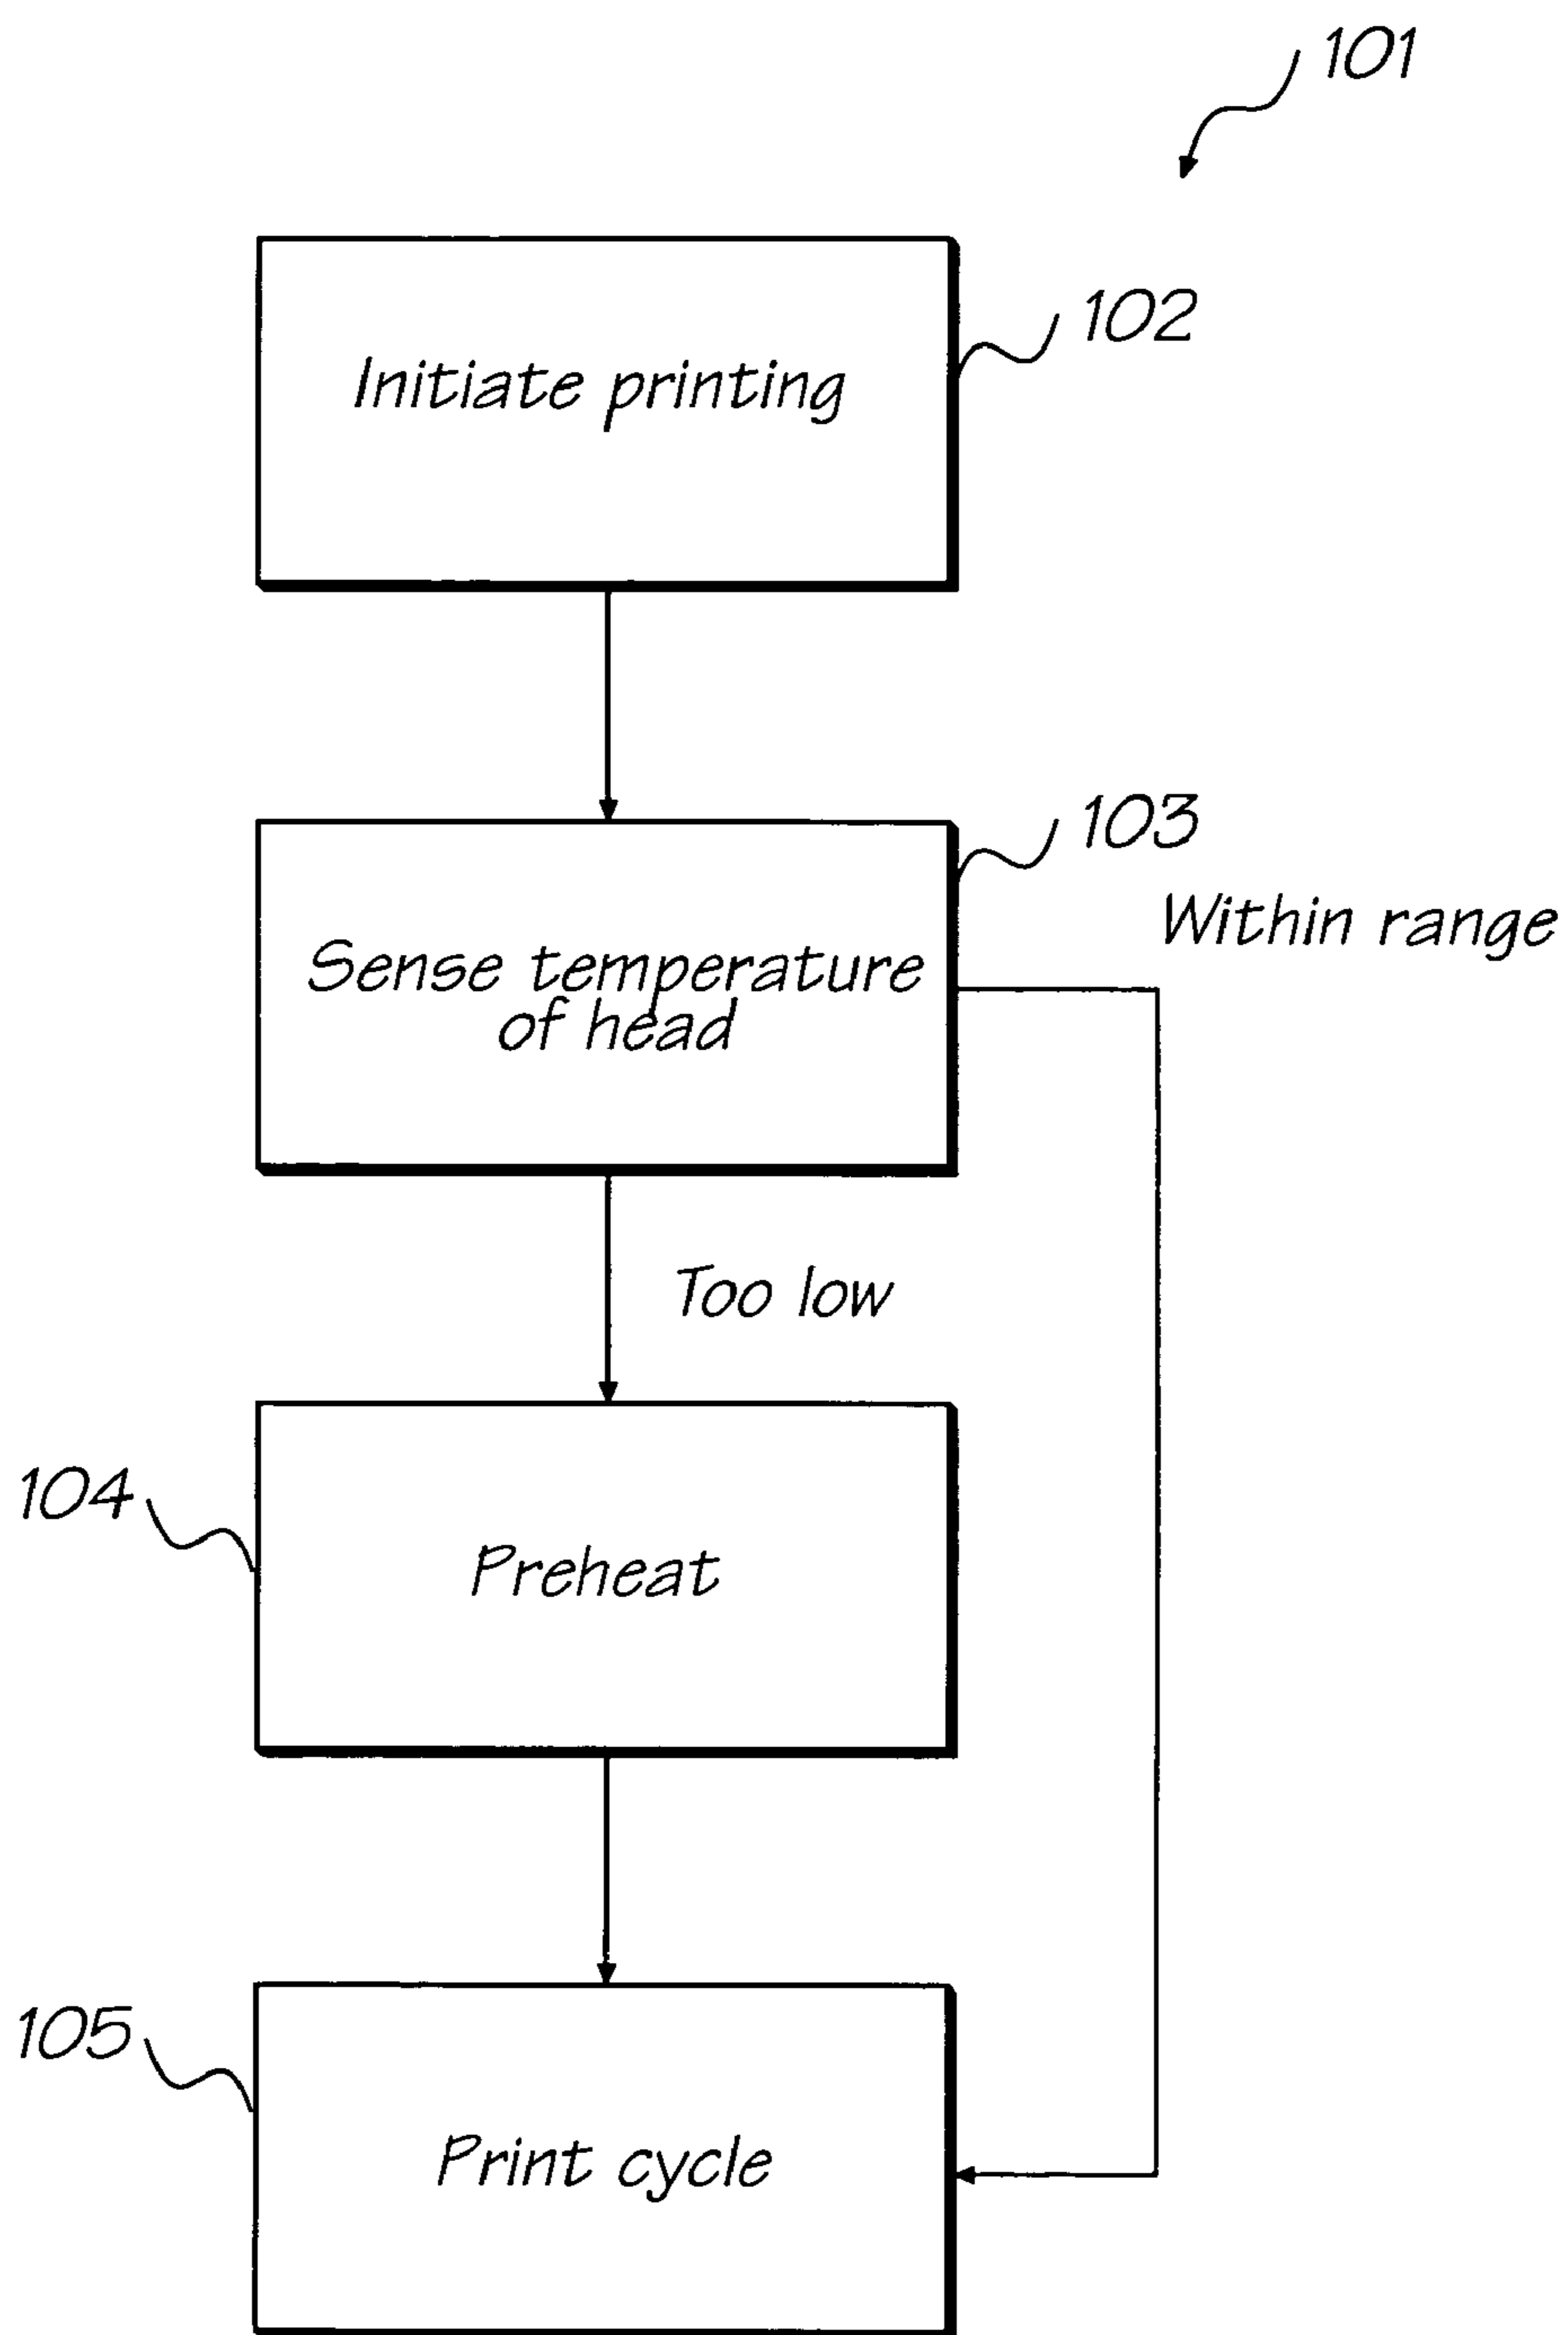 101
102
Initiate printing
103
Within range
Sense temperature
of head
Too low
104
Preheat
105
Print cycle